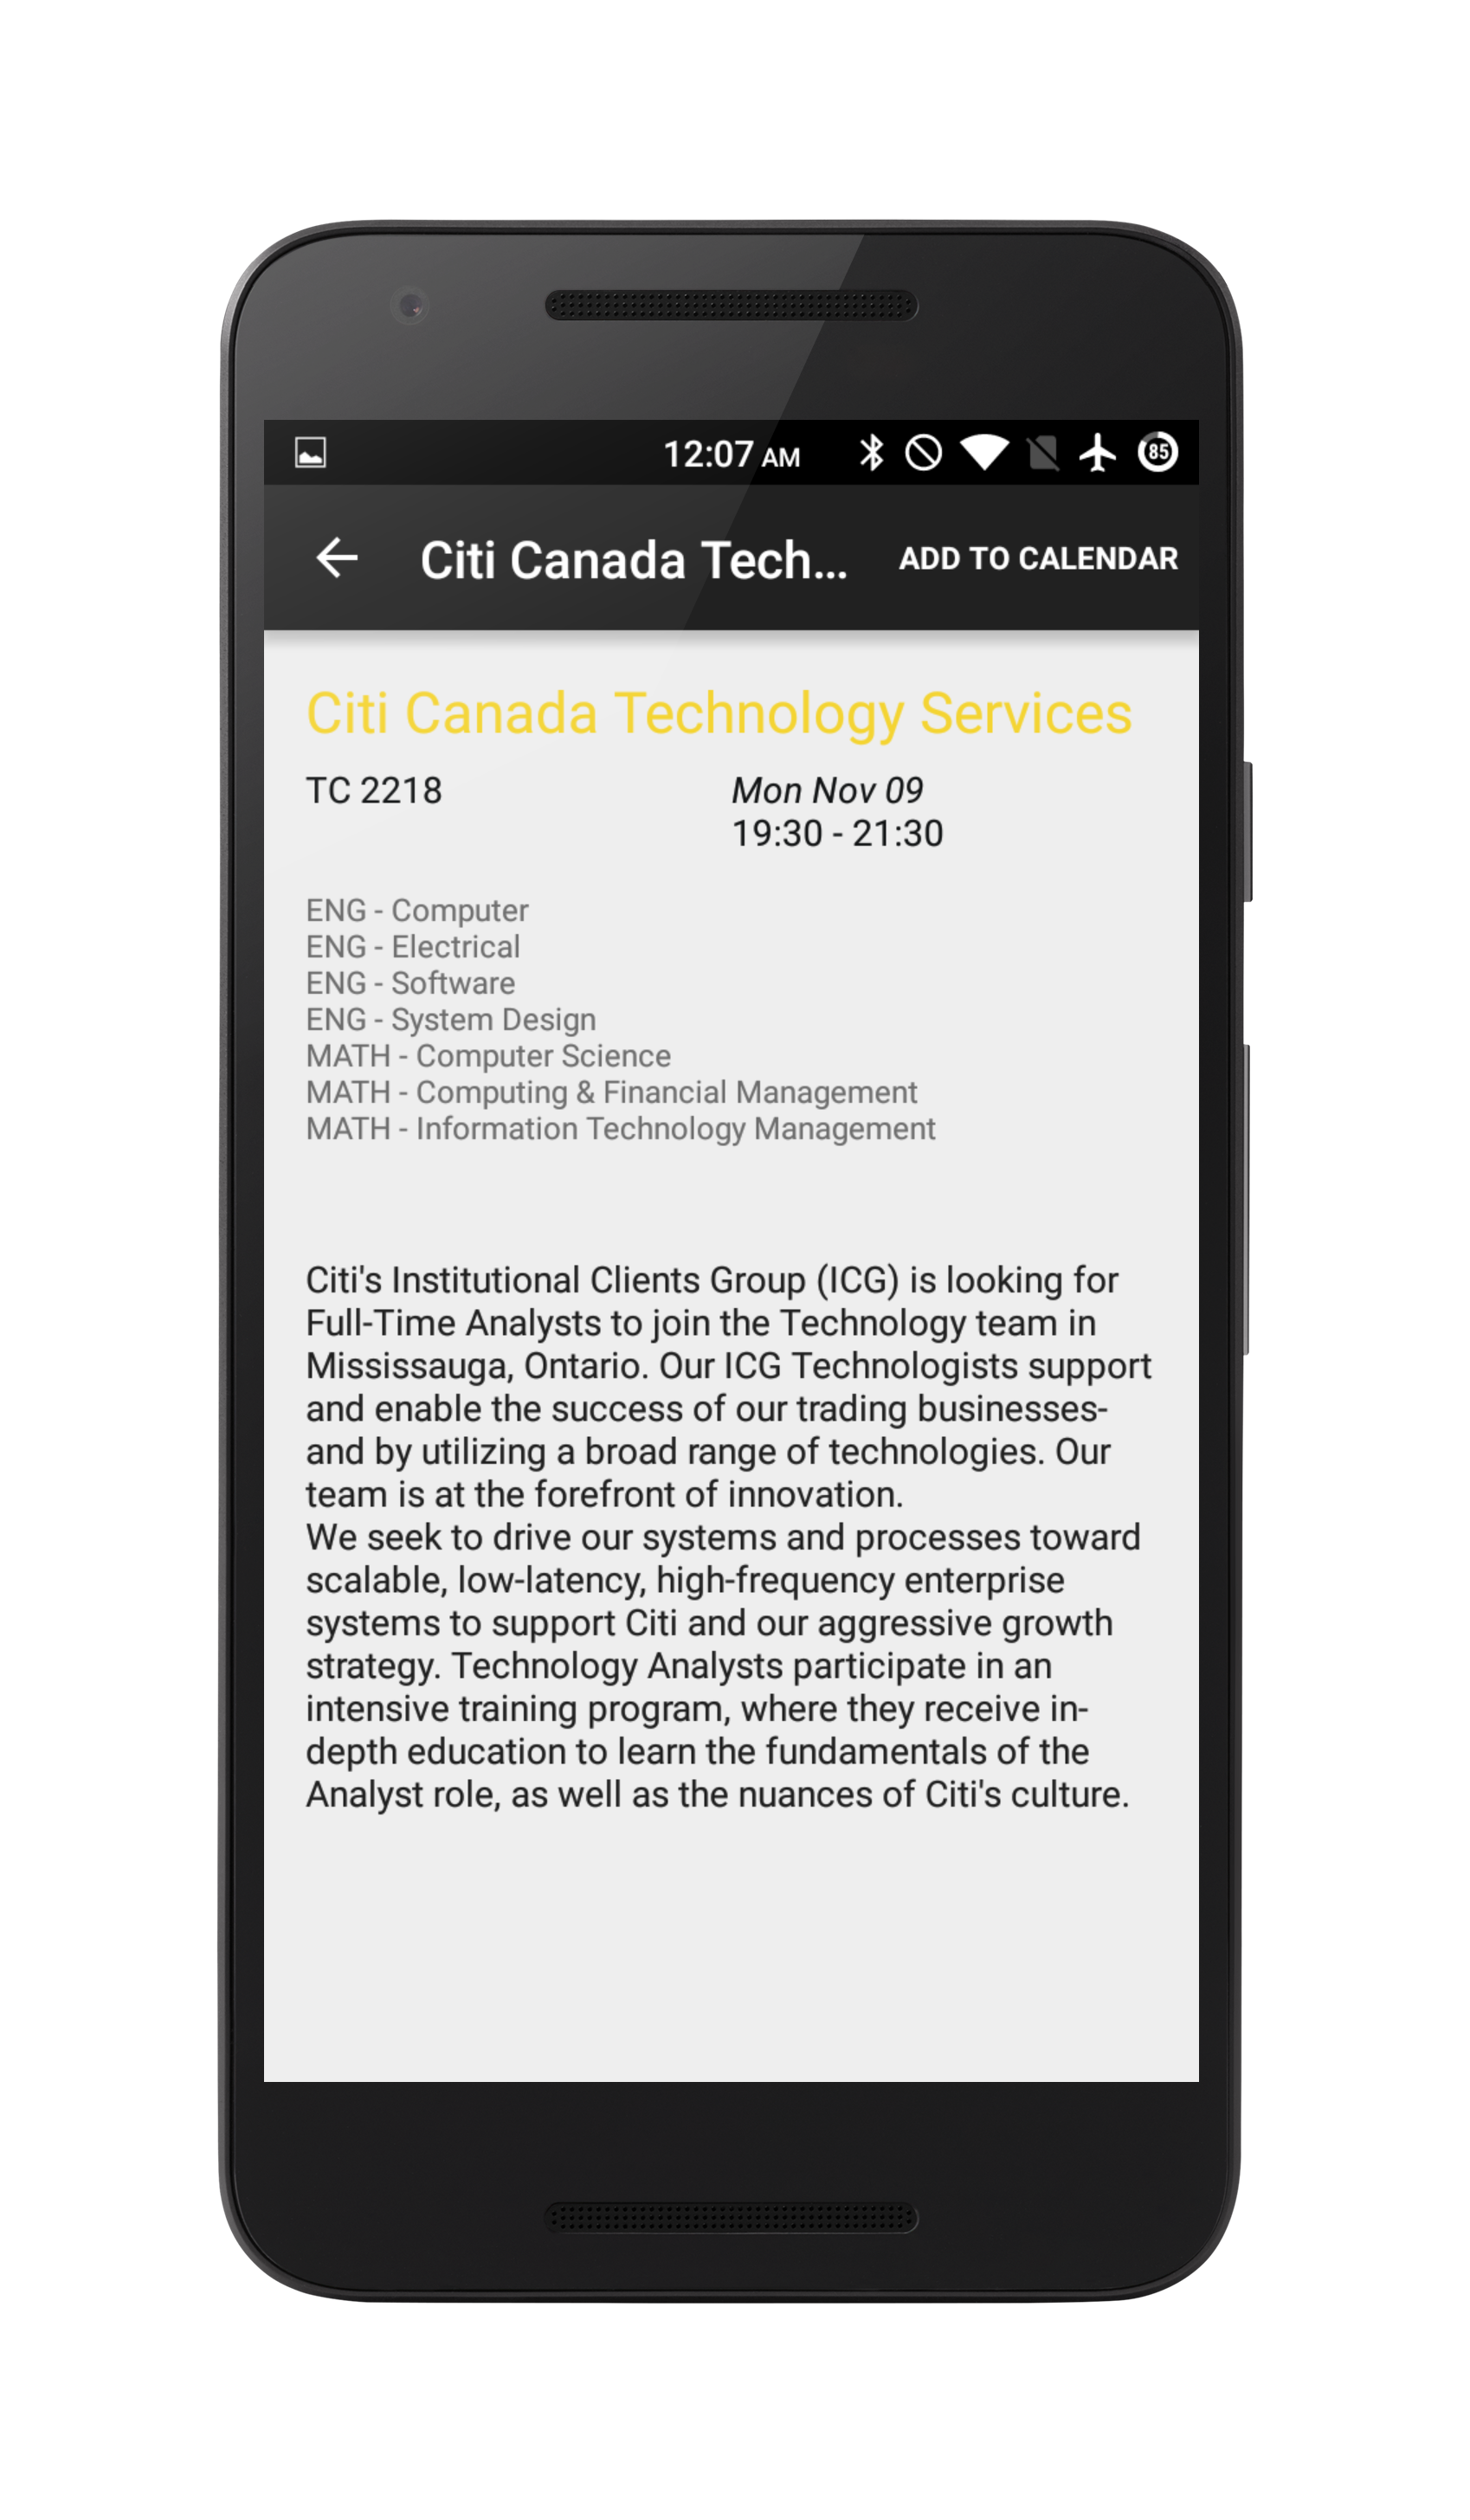 12:07 AM
85
Citi Canada Tech...
ADD TO CALENDAR
Citi Canada Technology Services
TC 2218
Mon Nov 09
19:30 - 21:30
ENG - Computer
ENG - Electrical
ENG - Software
ENG - System Design
MATH - Computer Science
MATH - Computing & Financial Management
MATH - Information Technology Management
Citi's Institutional Clients Group (ICG) is looking for
Full-Time Analysts to join the Technology team in
Mississauga, Ontario. Our ICG Technologists support
and enable the success of our trading businesses-
and by utilizing a broad range of technologies. Our
team is at the forefront of innovation.
We seek to drive our systems and processes toward
scalable, low-latency, high-frequency enterprise
systems to support Citi and our aggressive growth
strategy. Technology Analysts participate in an
intensive training program, where they receive in-
depth education to learn the fundamentals of the
Analyst role, as well as the nuances of Citi's culture.